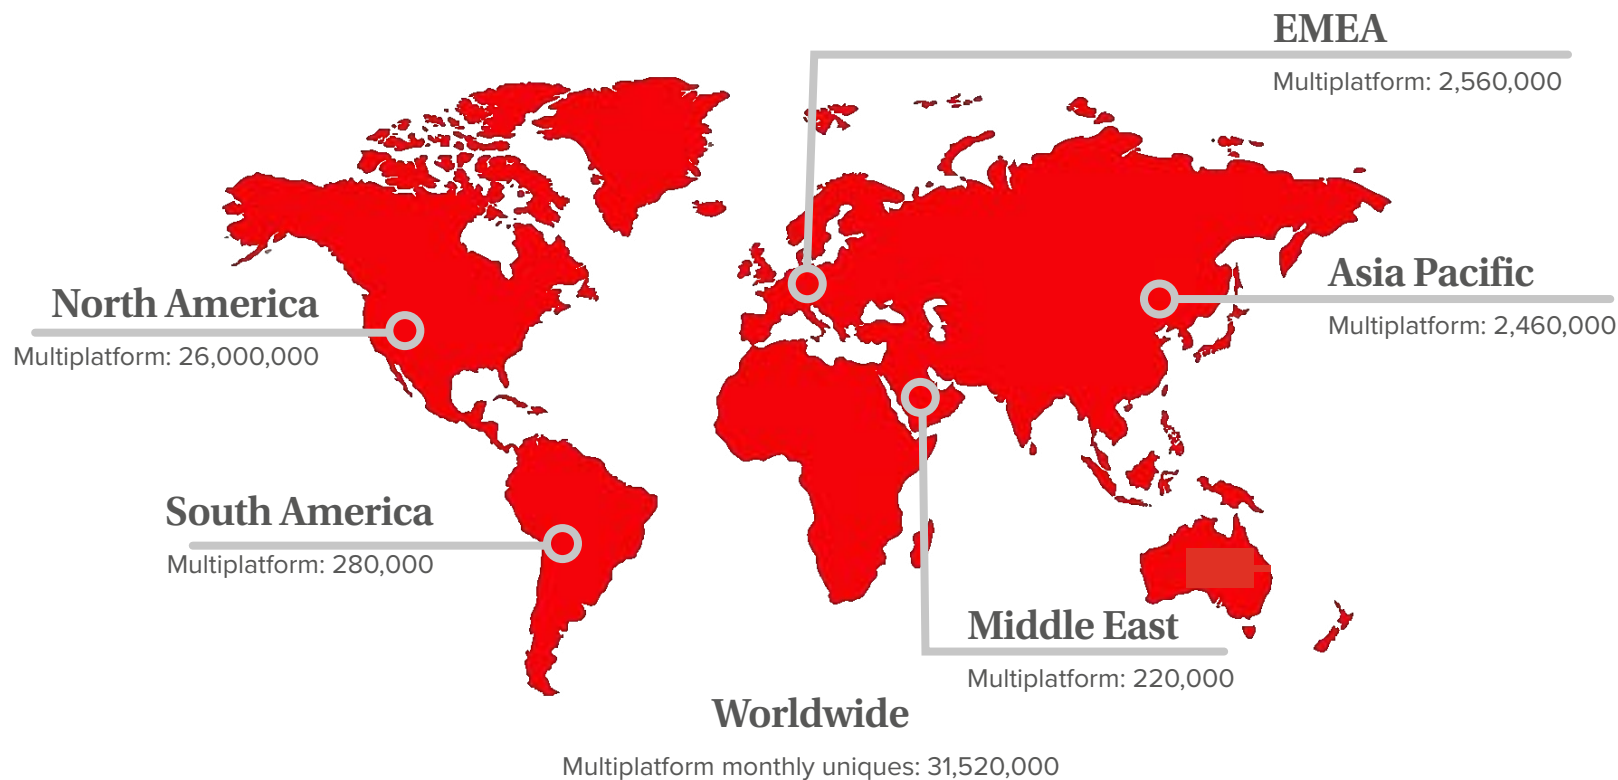 EMEA
Multiplatform: 2,560,000
Asia Pacific
Multiplatform: 2,460,000
North America
Multiplatform: 26,000,000
South America
Multiplatform: 280,000
Middle East
Multiplatform: 220,000
Worldwide
Multiplatform monthly uniques: 31,520,000